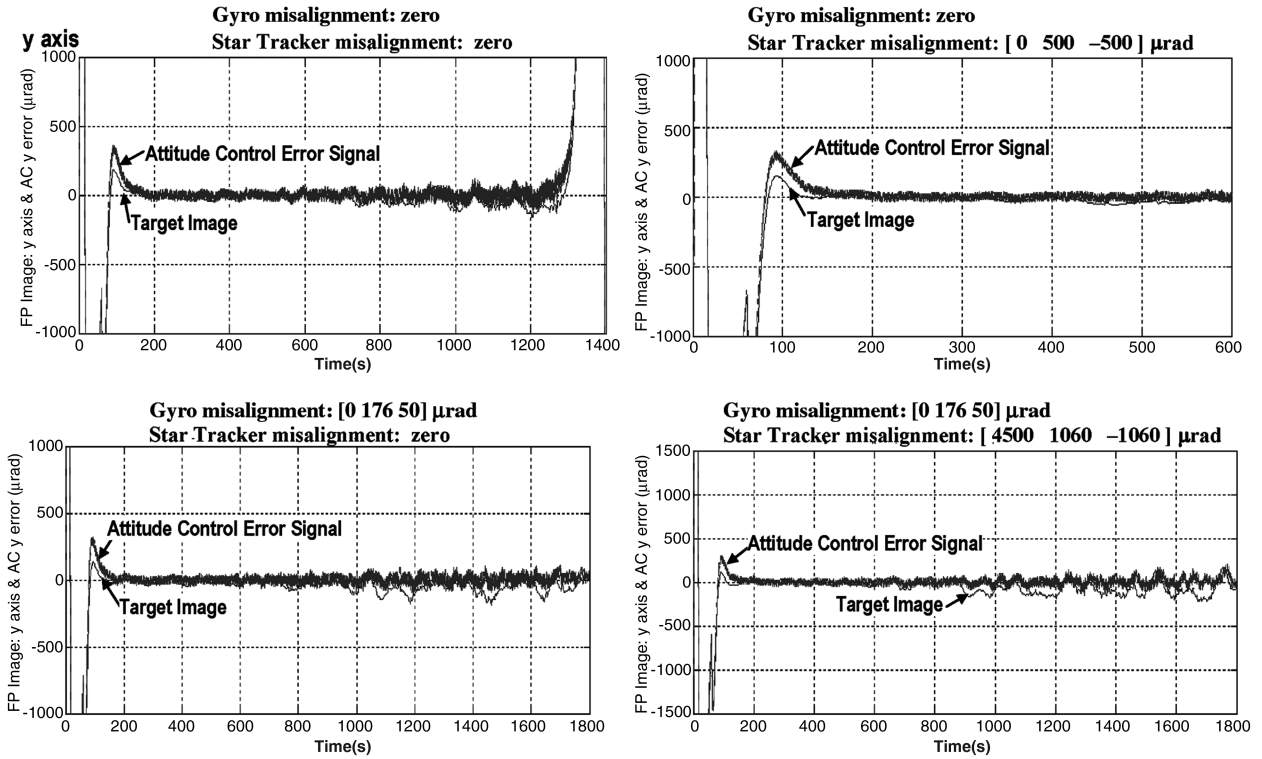 Gyro misalignment: zero
Star Tracker misalignment: zero
y axis
FP Image: y axis & AC y error (μrad)
1000
500
0
-500
-1000
Attitude Control Error Signal
Target Image
0 200 400 600 800 1000 1200 1400
Time(s)
Gyro misalignment: zero
Star Tracker misalignment: [ 0 500 –500 ] μrad
FP Image: y axis & AC y error (μrad)
1000
500
0
-500
-1000
Attitude Control Error Signal
Target Image
0 100 200 300 400 500 600
Time(s)
Gyro misalignment: [0 176 50] μrad
Star Tracker misalignment: zero
FP Image: y axis & AC y error (μrad)
1000
500
0
-500
-1000
Attitude Control Error Signal
Target Image
0 200 400 600 800 1000 1200 1400 1600 1800
Time(s)
Gyro misalignment: [0 176 50] μrad
Star Tracker misalignment: [ 4500 1060 –1060 ] μrad
FP Image: y axis & AC y error (μrad)
1500
1000
500
0
-500
-1000
-1500
Attitude Control Error Signal
Target Image
0 200 400 600 800 1000 1200 1400 1600 1800
Time(s)